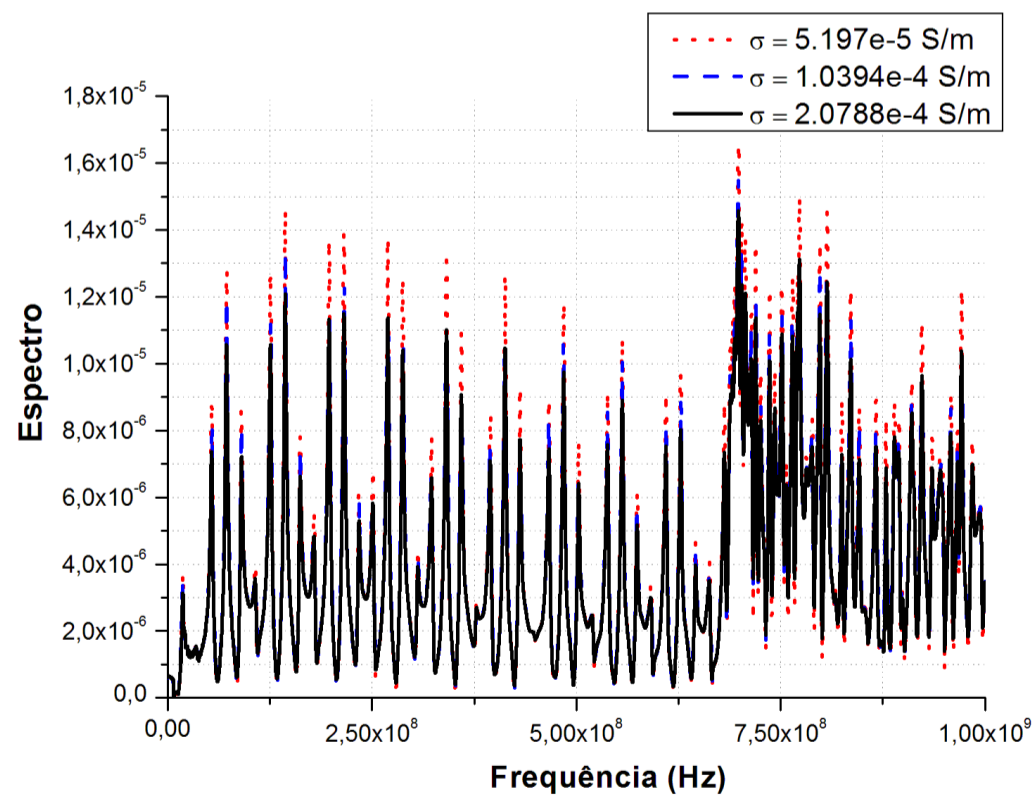 σ = 5.197e-5 S/m
σ = 1.0394e-4 S/m
σ = 2.0788e-4 S/m
Espectro
1,8x10⁻⁵
1,6x10⁻⁵
1,4x10⁻⁵
1,2x10⁻⁵
1,0x10⁻⁵
8,0x10⁻⁶
6,0x10⁻⁶
4,0x10⁻⁶
2,0x10⁻⁶
0,0
0,00 2,50x10⁸ 5,00x10⁸ 7,50x10⁸ 1,00x10⁹
Frequência (Hz)